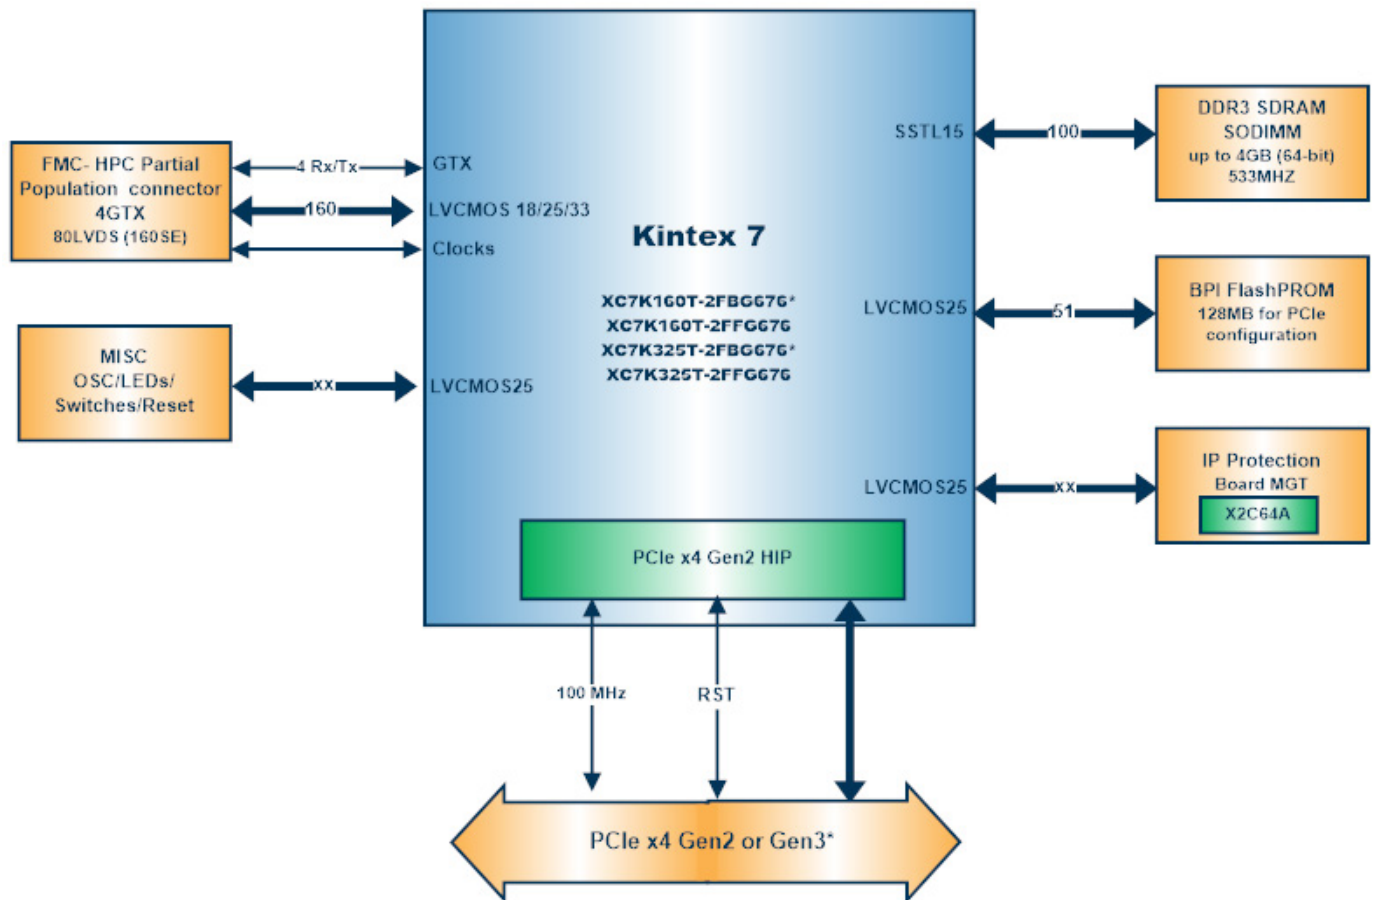 FMC- HPC Partial
Population connector
4GTX
80LVDS (160SE)
4 Rx/Tx
160
GTX
LVCMOS 18/25/33
Clocks
MISC
OSC/LEDs/
Switches/Reset
xx
LVCMOS25
Kintex 7
XC7K160T-2FBG676*
XC7K160T-2FFG676
XC7K325T-2FBG676*
XC7K325T-2FFG676
SSTL15
100
DDR3 SDRAM
SODIMM
up to 4GB (64-bit)
533MHZ
LVCMOS25
51
BPI FlashPROM
128MB for PCIe
configuration
LVCMOS25
xx
IP Protection
Board MGT
X2C64A
PCIe x4 Gen2 HIP
100 MHz
RST
PCIe x4 Gen2 or Gen3*